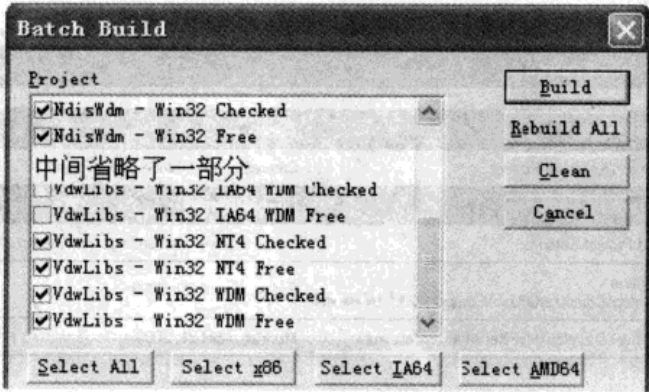 Batch Build
Project
NdisWdm - Win32 Checked
NdisWdm - Win32 Free
中间省略了一部分
VdwLibs - Win32 IA64 WDM Checked
VdwLibs - Win32 IA64 WDM Free
VdwLibs - Win32 NT4 Checked
VdwLibs - Win32 NT4 Free
VdwLibs - Win32 WDM Checked
VdwLibs - Win32 WDM Free
Build
Rebuild All
Clean
Cancel
Select All
Select x86
Select IA64
Select AMD64